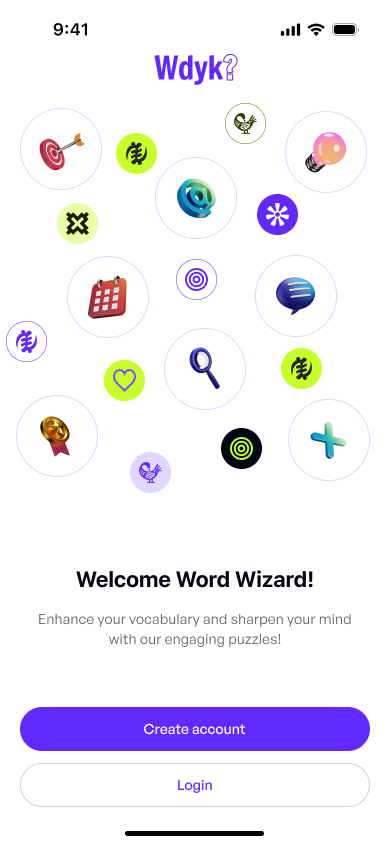 9:41
Wdyk?
@
Welcome Word Wizard!
Enhance your vocabulary and sharpen your mind
with our engaging puzzles!
Create account
Login